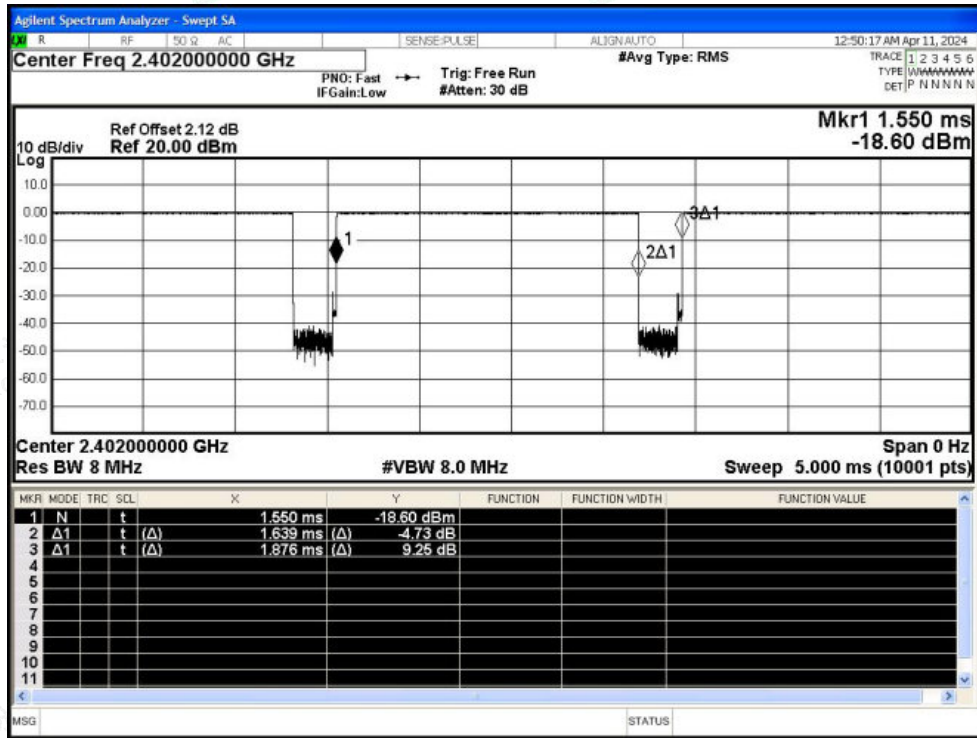 Agilent Spectrum Analyzer - Swept SA
R RF 50 Ω AC SENSE:PULSE ALIGNAUTO 12:50:17 AM Apr 11, 2024
Center Freq 2.402000000 GHz
PNO: Fast
IFGain:Low
Trig: Free Run
#Atten: 30 dB
#Avg Type: RMS
TRACE 1 2 3 4 5 6
TYPE
DET P N N N N N
Mkr1 1.550 ms
-18.60 dBm
10 dB/div
Log
Ref Offset 2.12 dB
Ref 20.00 dBm
10.0
0.00
-10.0
-20.0
-30.0
-40.0
-50.0
-60.0
-70.0
1
2Δ1
3Δ1
Center 2.402000000 GHz Span 0 Hz
Res BW 8 MHz #VBW 8.0 MHz Sweep 5.000 ms (10001 pts)
MKR MODE TRC SCL X Y FUNCTION FUNCTION WIDTH FUNCTION VALUE
1 N t 1.550 ms -18.60 dBm
2 Δ1 t (Δ) 1.639 ms (Δ) -4.73 dB
3 Δ1 t (Δ) 1.876 ms (Δ) 9.25 dB
4
5
6
7
8
9
10
11
MSG STATUS